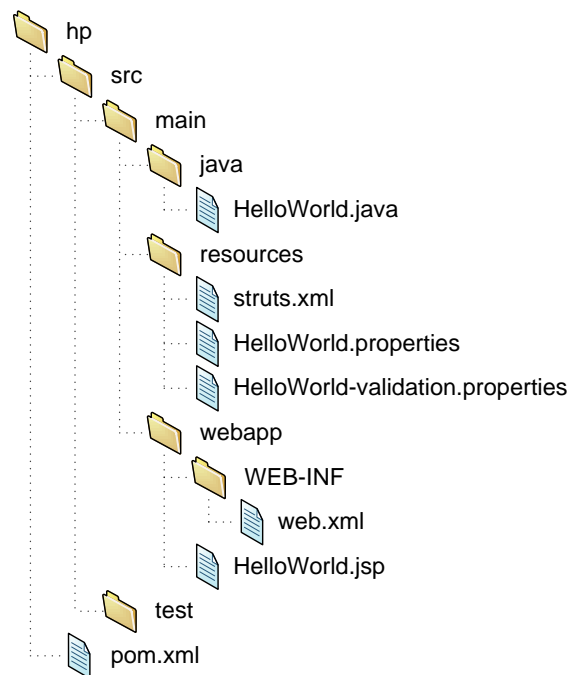 hp
src
main
java
HelloWorld.java
resources
struts.xml
HelloWorld.properties
HelloWorld-validation.properties
webapp
WEB-INF
web.xml
HelloWorld.jsp
test
pom.xml